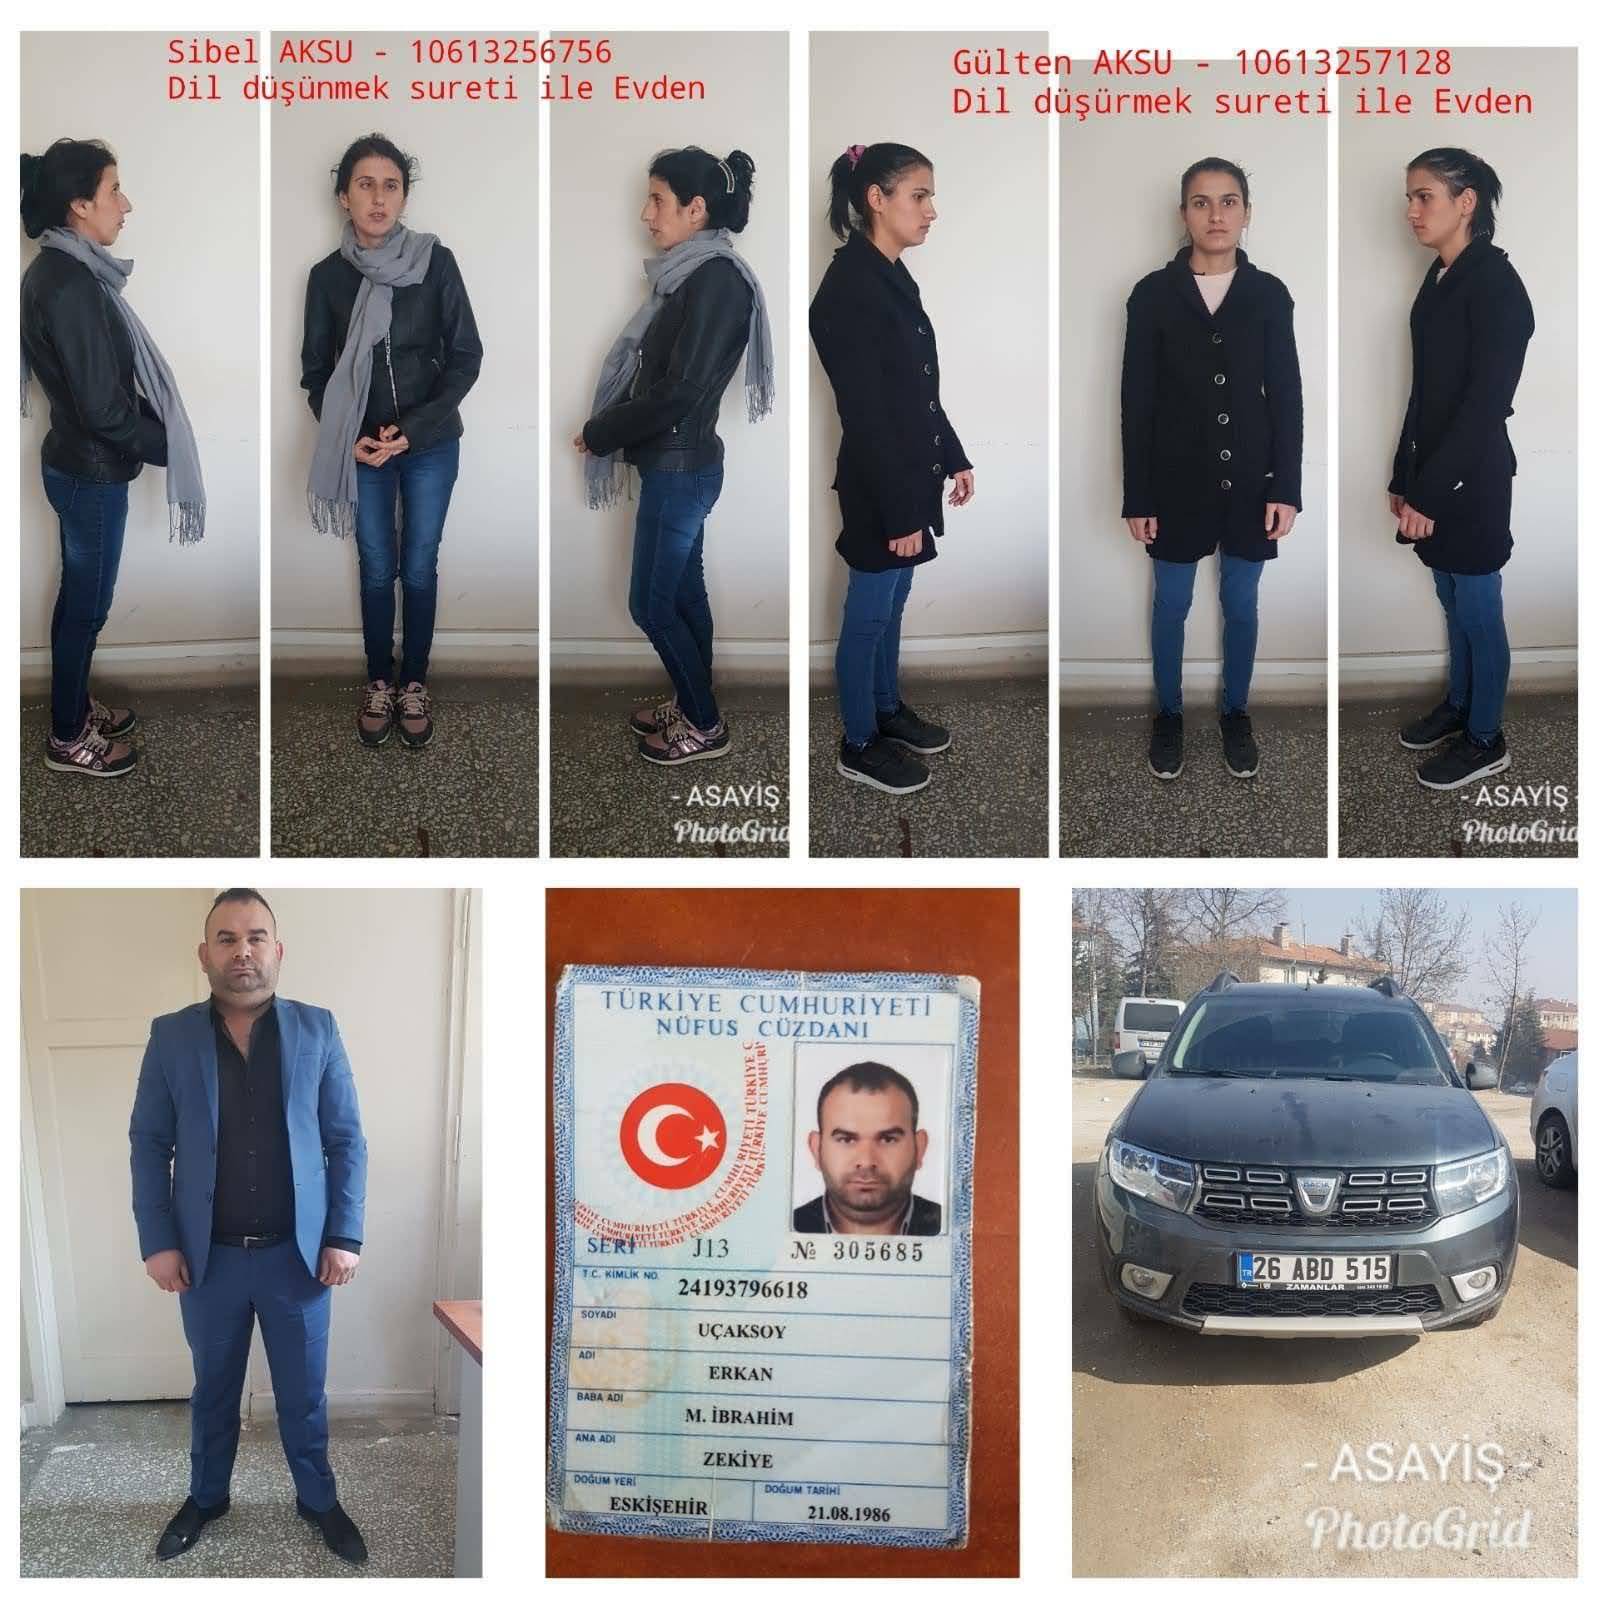 Sibel AKSU - 10613256756
Dil düşünmek sureti ile Evden
Gülten AKSU - 10613257128
Dil düşürmek sureti ile Evden
- ASAYİŞ -
PhotoGrid
- ASAYİŞ -
PhotoGrid
TÜRKİYE CUMHURİYETİ
NÜFUS CÜZDANI
SERİ J13 № 305685
T.C. KİMLİK NO.
24193796618
SOYADI
UÇAKSOY
ADI
ERKAN
BABA ADI
M. İBRAHİM
ANA ADI
ZEKİYE
DOĞUM YERİ
ESKİŞEHİR
DOĞUM TARİHİ
21.08.1986
DACIA
TR
26 ABD 515
ZAMANLAR
- ASAYİŞ -
PhotoGrid